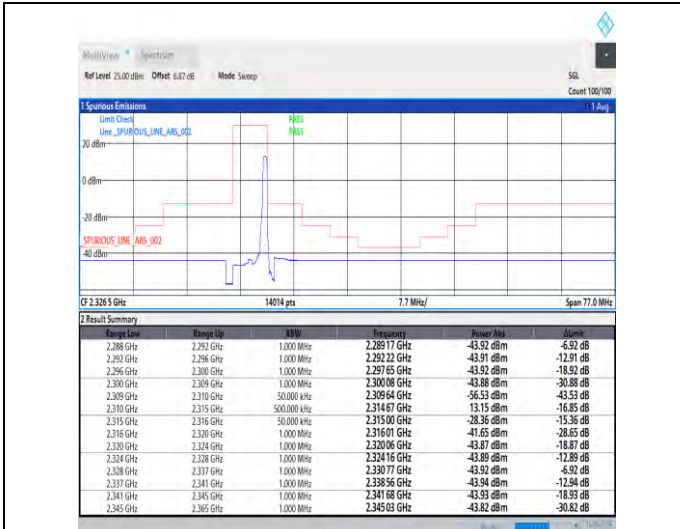 MultiView Spectrum
Ref Level 25.00 dBm Offset 6.87 dB Mode Sweep SGL
Count 100/100
1 Spurious Emissions 1 Avg
Limit Check PASS
Line _SPURIOUS_LINE_ABS_002 PASS
20 dBm
0 dBm
-20 dBm
_SPURIOUS_LINE_ABS_002
-40 dBm
CF 2.326 5 GHz 14014 pts 7.7 MHz/ Span 77.0 MHz
2 Result Summary
Range Low Range Up RBW Frequency Power Abs ΔLimit
2.288 GHz 2.292 GHz 1.000 MHz 2.289 17 GHz -43.92 dBm -6.92 dB
2.292 GHz 2.296 GHz 1.000 MHz 2.292 22 GHz -43.91 dBm -12.91 dB
2.296 GHz 2.300 GHz 1.000 MHz 2.297 65 GHz -43.92 dBm -18.92 dB
2.300 GHz 2.309 GHz 1.000 MHz 2.300 08 GHz -43.88 dBm -30.88 dB
2.309 GHz 2.310 GHz 50.000 kHz 2.309 64 GHz -56.53 dBm -43.53 dB
2.310 GHz 2.315 GHz 500.000 kHz 2.314 67 GHz 13.15 dBm -16.85 dB
2.315 GHz 2.316 GHz 50.000 kHz 2.315 00 GHz -28.36 dBm -15.36 dB
2.316 GHz 2.320 GHz 1.000 MHz 2.316 01 GHz -41.65 dBm -28.65 dB
2.320 GHz 2.324 GHz 1.000 MHz 2.320 06 GHz -43.87 dBm -18.87 dB
2.324 GHz 2.328 GHz 1.000 MHz 2.324 16 GHz -43.89 dBm -12.89 dB
2.328 GHz 2.337 GHz 1.000 MHz 2.330 77 GHz -43.92 dBm -6.92 dB
2.337 GHz 2.341 GHz 1.000 MHz 2.338 56 GHz -43.94 dBm -12.94 dB
2.341 GHz 2.345 GHz 1.000 MHz 2.341 68 GHz -43.93 dBm -18.93 dB
2.345 GHz 2.365 GHz 1.000 MHz 2.345 03 GHz -43.82 dBm -30.82 dB